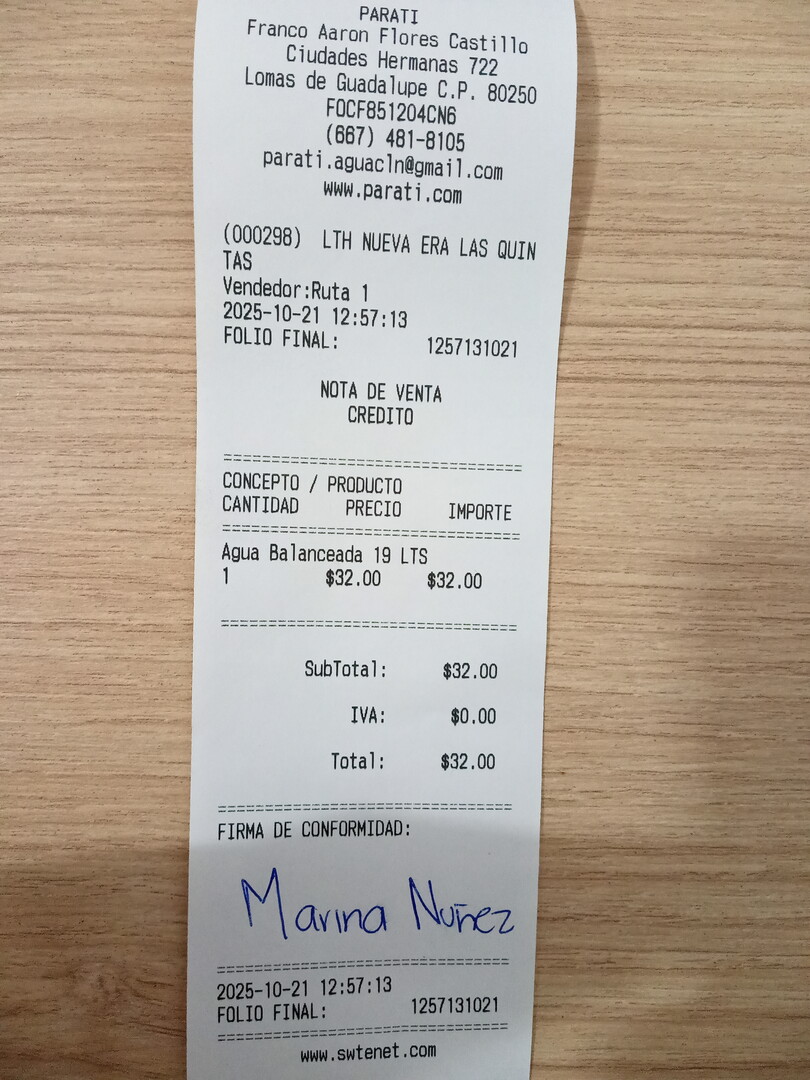 PARATI
Franco Aaron Flores Castillo
Ciudades Hermanas 722
Lomas de Guadalupe C.P. 80250
FOCF851204CN6
(667) 481-8105
parati.aguacln@gmail.com
www.parati.com
(000298) LTH NUEVA ERA LAS QUIN
TAS
Vendedor:Ruta 1
2025-10-21 12:57:13
FOLIO FINAL: 1257131021
NOTA DE VENTA
CREDITO
===============================
CONCEPTO / PRODUCTO
CANTIDAD PRECIO IMPORTE
===============================
Agua Balanceada 19 LTS
1 $32.00 $32.00
===============================
SubTotal: $32.00
IVA: $0.00
Total: $32.00
===============================
FIRMA DE CONFORMIDAD:
Marina Nuñez
===============================
2025-10-21 12:57:13
FOLIO FINAL: 1257131021
===============================
www.swtenet.com